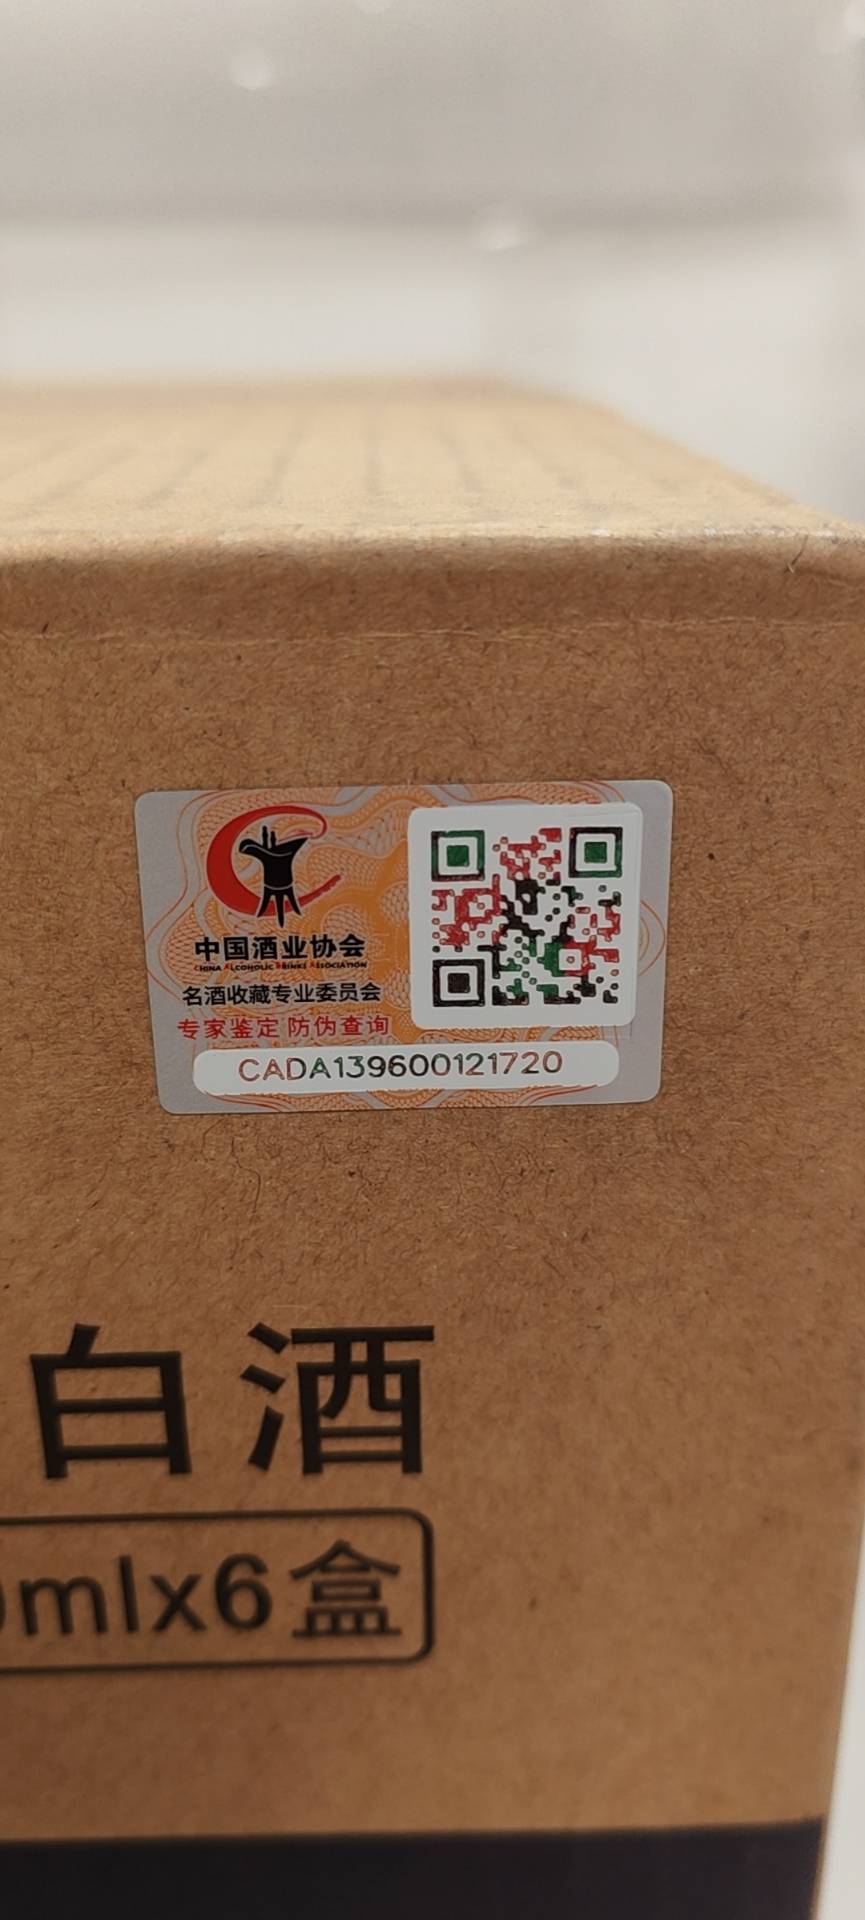 中国酒业协会
CHINA ALCOHOLIC DRINKS ASSOCIATION
名酒收藏专业委员会
专家鉴定 防伪查询
CADA139600121720
白酒
0mlx6盒